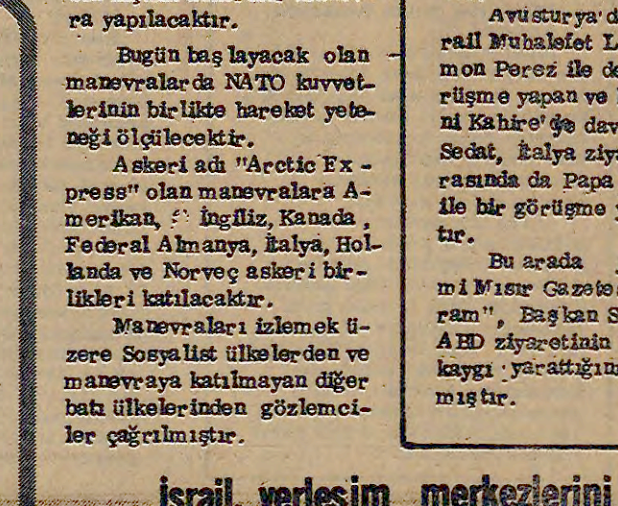 ra yapılacaktır.
Bugün başlayacak olan
manevralarda NATO kuvvet-
lerinin birlikte hareket yete-
neği ölçülecektir.
Askeri adı "Arctic Ex -
press" olan manevralara A-
merikan, İngiliz, Kanada,
Federal Almanya, İtalya, Hol-
landa ve Norveç askeri bir-
likleri katılacaktır.
Manevraları izlemek ü-
zere Sosyalist ülkelerden ve
manevraya katılmayan diğer
batı ülkelerinden gözlemci-
ler çağrılmıştır.
Avusturya'd
rail Muhalefet L
mon Perez ile de
rüşme yapan ve
ni Kahire'ye dav
Sedat, İtalya ziya
rasında da Papa
ile bir görüşme y
tır.
Bu arada
mi Mısır Gazetes
ram", Başkan S
ABD ziyaretinin
kaygı yarattığın
mıştır.
İsrail, yerleşim merkezlerini